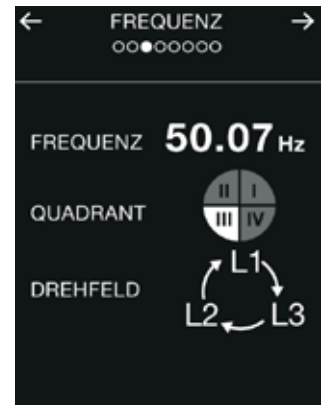 ← FREQUENZ →
FREQUENZ 50.07 Hz
II I
QUADRANT
III IV
L1
DREHFELD
L2 L3